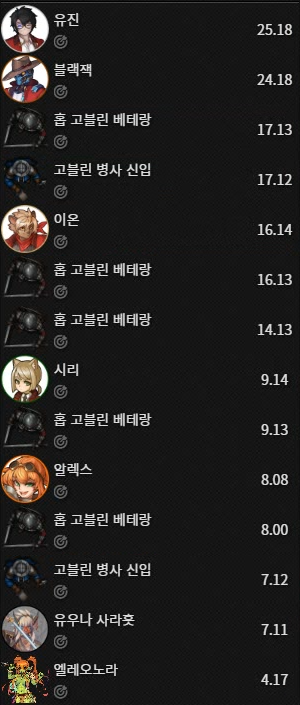 유진
25.18
블랙잭
24.18
홉 고블린 베테랑
17.13
고블린 병사 신입
17.12
이온
16.14
홉 고블린 베테랑
16.13
홉 고블린 베테랑
14.13
시리
9.14
홉 고블린 베테랑
9.13
알렉스
8.08
홉 고블린 베테랑
8.00
고블린 병사 신입
7.12
유우나 사라홋
7.11
엘레오노라
4.17